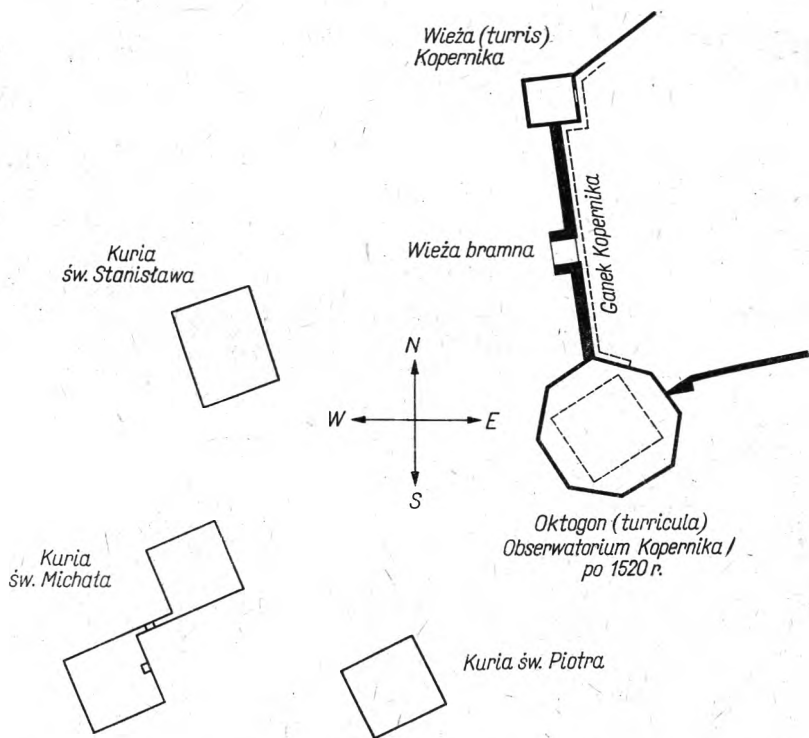 Wieża (turris)
Kopernika
Ganek Kopernika
Wieża bramna
Kuria
św. Stanisława
N
W
E
S
Oktogon (turricula)
Obserwatorium Kopernika /
po 1520 r.
Kuria
św. Michała
Kuria św. Piotra